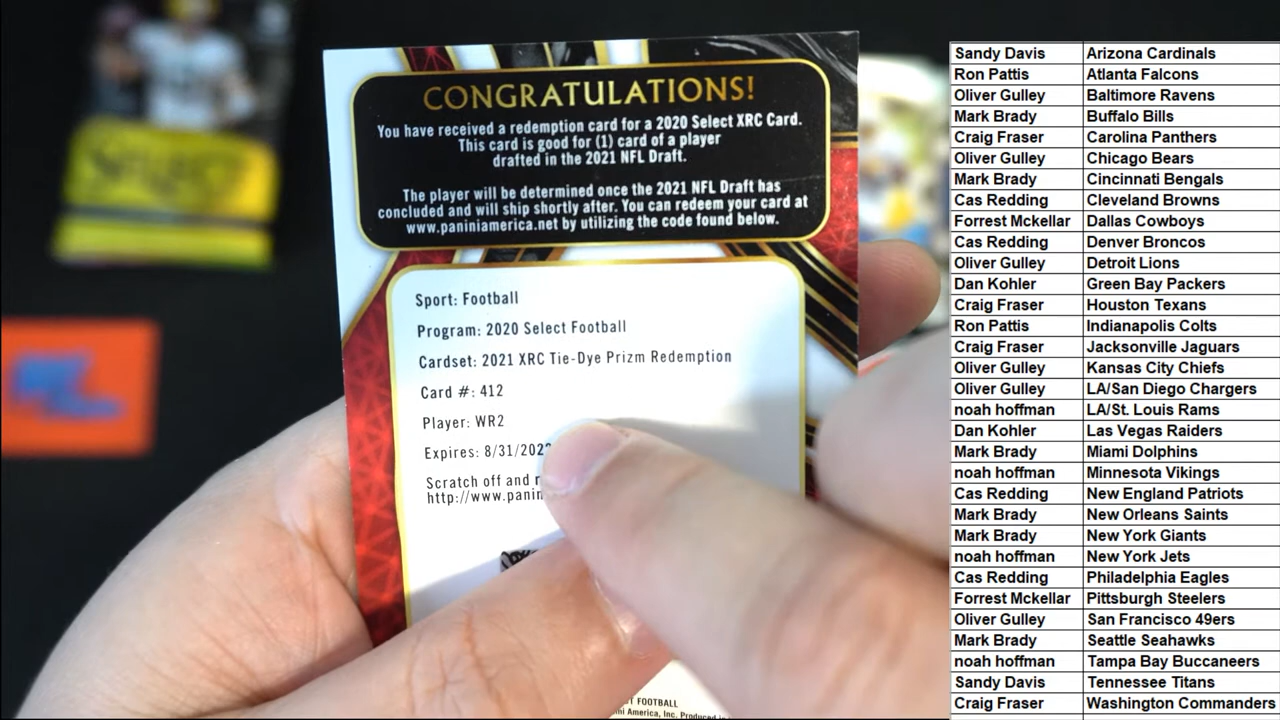 CONGRATULATIONS!
You have received a redemption card for a 2020 Select XRC Card.
This card is good for (1) card of a player
drafted in the 2021 NFL Draft.
The player will be determined once the 2021 NFL Draft has
concluded and will ship shortly after. You can redeem your card at
www.paniniamerica.net by utilizing the code found below.
Sport: Football
Program: 2020 Select Football
Cardset: 2021 XRC Tie-Dye Prizm Redemption
Card #: 412
Player: WR2
Expires: 8/31/202
Scratch off and
http://www.panin
FOOTBALL
America, Inc. Produced
Sandy Davis Arizona Cardinals
Ron Pattis Atlanta Falcons
Oliver Gulley Baltimore Ravens
Mark Brady Buffalo Bills
Craig Fraser Carolina Panthers
Oliver Gulley Chicago Bears
Mark Brady Cincinnati Bengals
Cas Redding Cleveland Browns
Forrest Mckellar Dallas Cowboys
Cas Redding Denver Broncos
Oliver Gulley Detroit Lions
Dan Kohler Green Bay Packers
Craig Fraser Houston Texans
Ron Pattis Indianapolis Colts
Craig Fraser Jacksonville Jaguars
Oliver Gulley Kansas City Chiefs
Oliver Gulley LA/San Diego Chargers
noah hoffman LA/St. Louis Rams
Dan Kohler Las Vegas Raiders
Mark Brady Miami Dolphins
noah hoffman Minnesota Vikings
Cas Redding New England Patriots
Mark Brady New Orleans Saints
Mark Brady New York Giants
noah hoffman New York Jets
Cas Redding Philadelphia Eagles
Forrest Mckellar Pittsburgh Steelers
Oliver Gulley San Francisco 49ers
Mark Brady Seattle Seahawks
noah hoffman Tampa Bay Buccaneers
Sandy Davis Tennessee Titans
Craig Fraser Washington Commanders